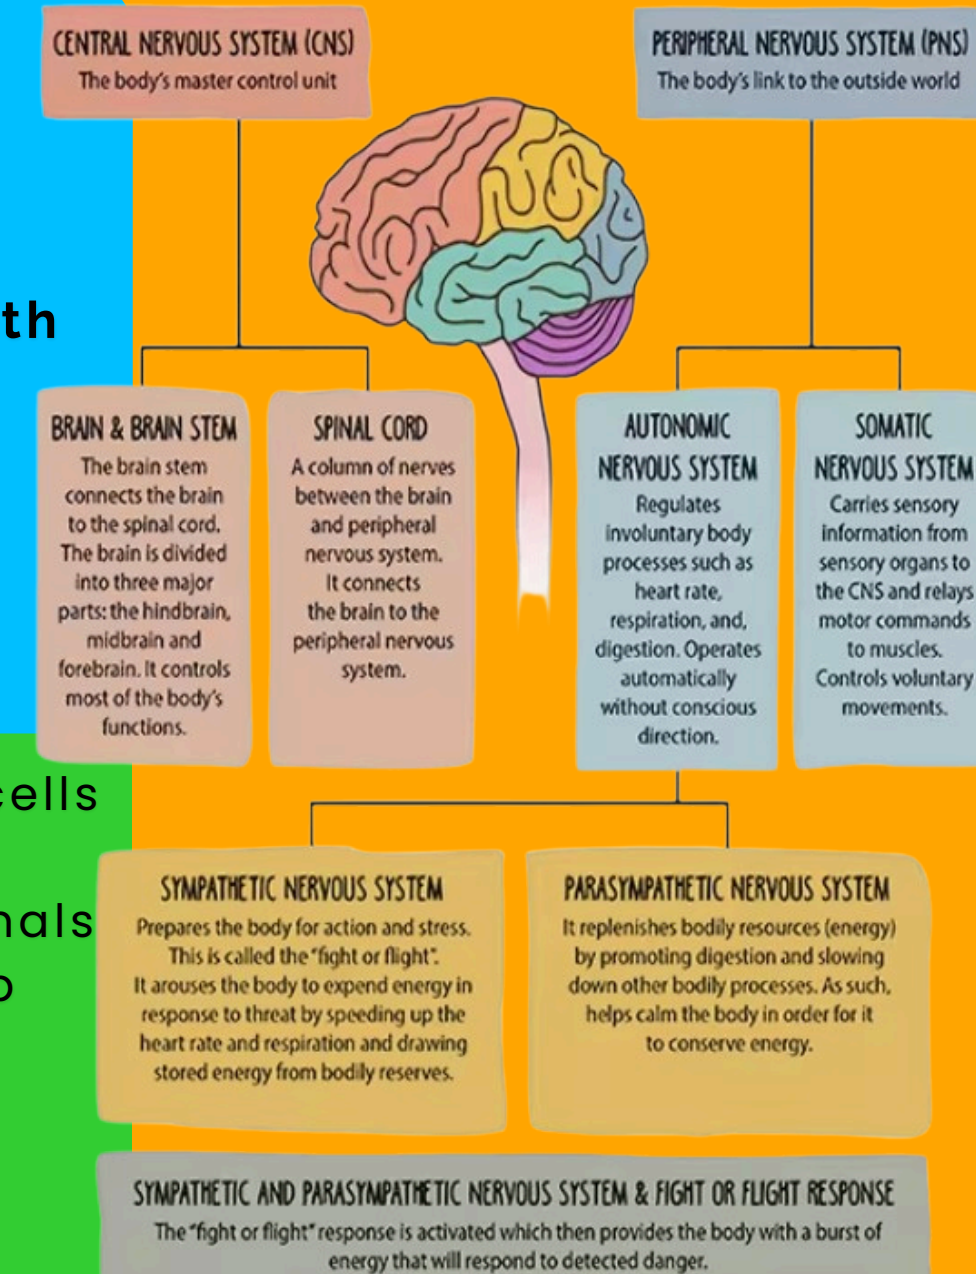 CENTRAL NERVOUS SYSTEM (CNS)
The body's master control unit
PERIPHERAL NERVOUS SYSTEM (PNS)
The body's link to the outside world
th
BRAIN & BRAIN STEM
The brain stem
connects the brain
to the spinal cord.
The brain is divided
into three major
parts: the hindbrain,
midbrain and
forebrain. It controls
most of the body's
functions.
SPINAL CORD
A column of nerves
between the brain
and peripheral
nervous system.
It connects
the brain to the
peripheral nervous
system.
AUTONOMIC
NERVOUS SYSTEM
Regulates
involuntary body
processes such as
heart rate,
respiration, and,
digestion. Operates
automatically
without conscious
direction.
SOMATIC
NERVOUS SYSTEM
Carries sensory
information from
sensory organs to
the CNS and relays
motor commands
to muscles.
Controls voluntary
movements.
cells
nals
o
SYMPATHETIC NERVOUS SYSTEM
Prepares the body for action and stress.
This is called the "fight or flight".
It arouses the body to expend energy in
response to threat by speeding up the
heart rate and respiration and drawing
stored energy from bodily reserves.
PARASYMPATHETIC NERVOUS SYSTEM
It replenishes bodily resources (energy)
by promoting digestion and slowing
down other bodily processes. As such,
helps calm the body in order for it
to conserve energy.
SYMPATHETIC AND PARASYMPATHETIC NERVOUS SYSTEM & FIGHT OR FLIGHT RESPONSE
The "fight or flight" response is activated which then provides the body with a burst of
energy that will respond to detected danger.